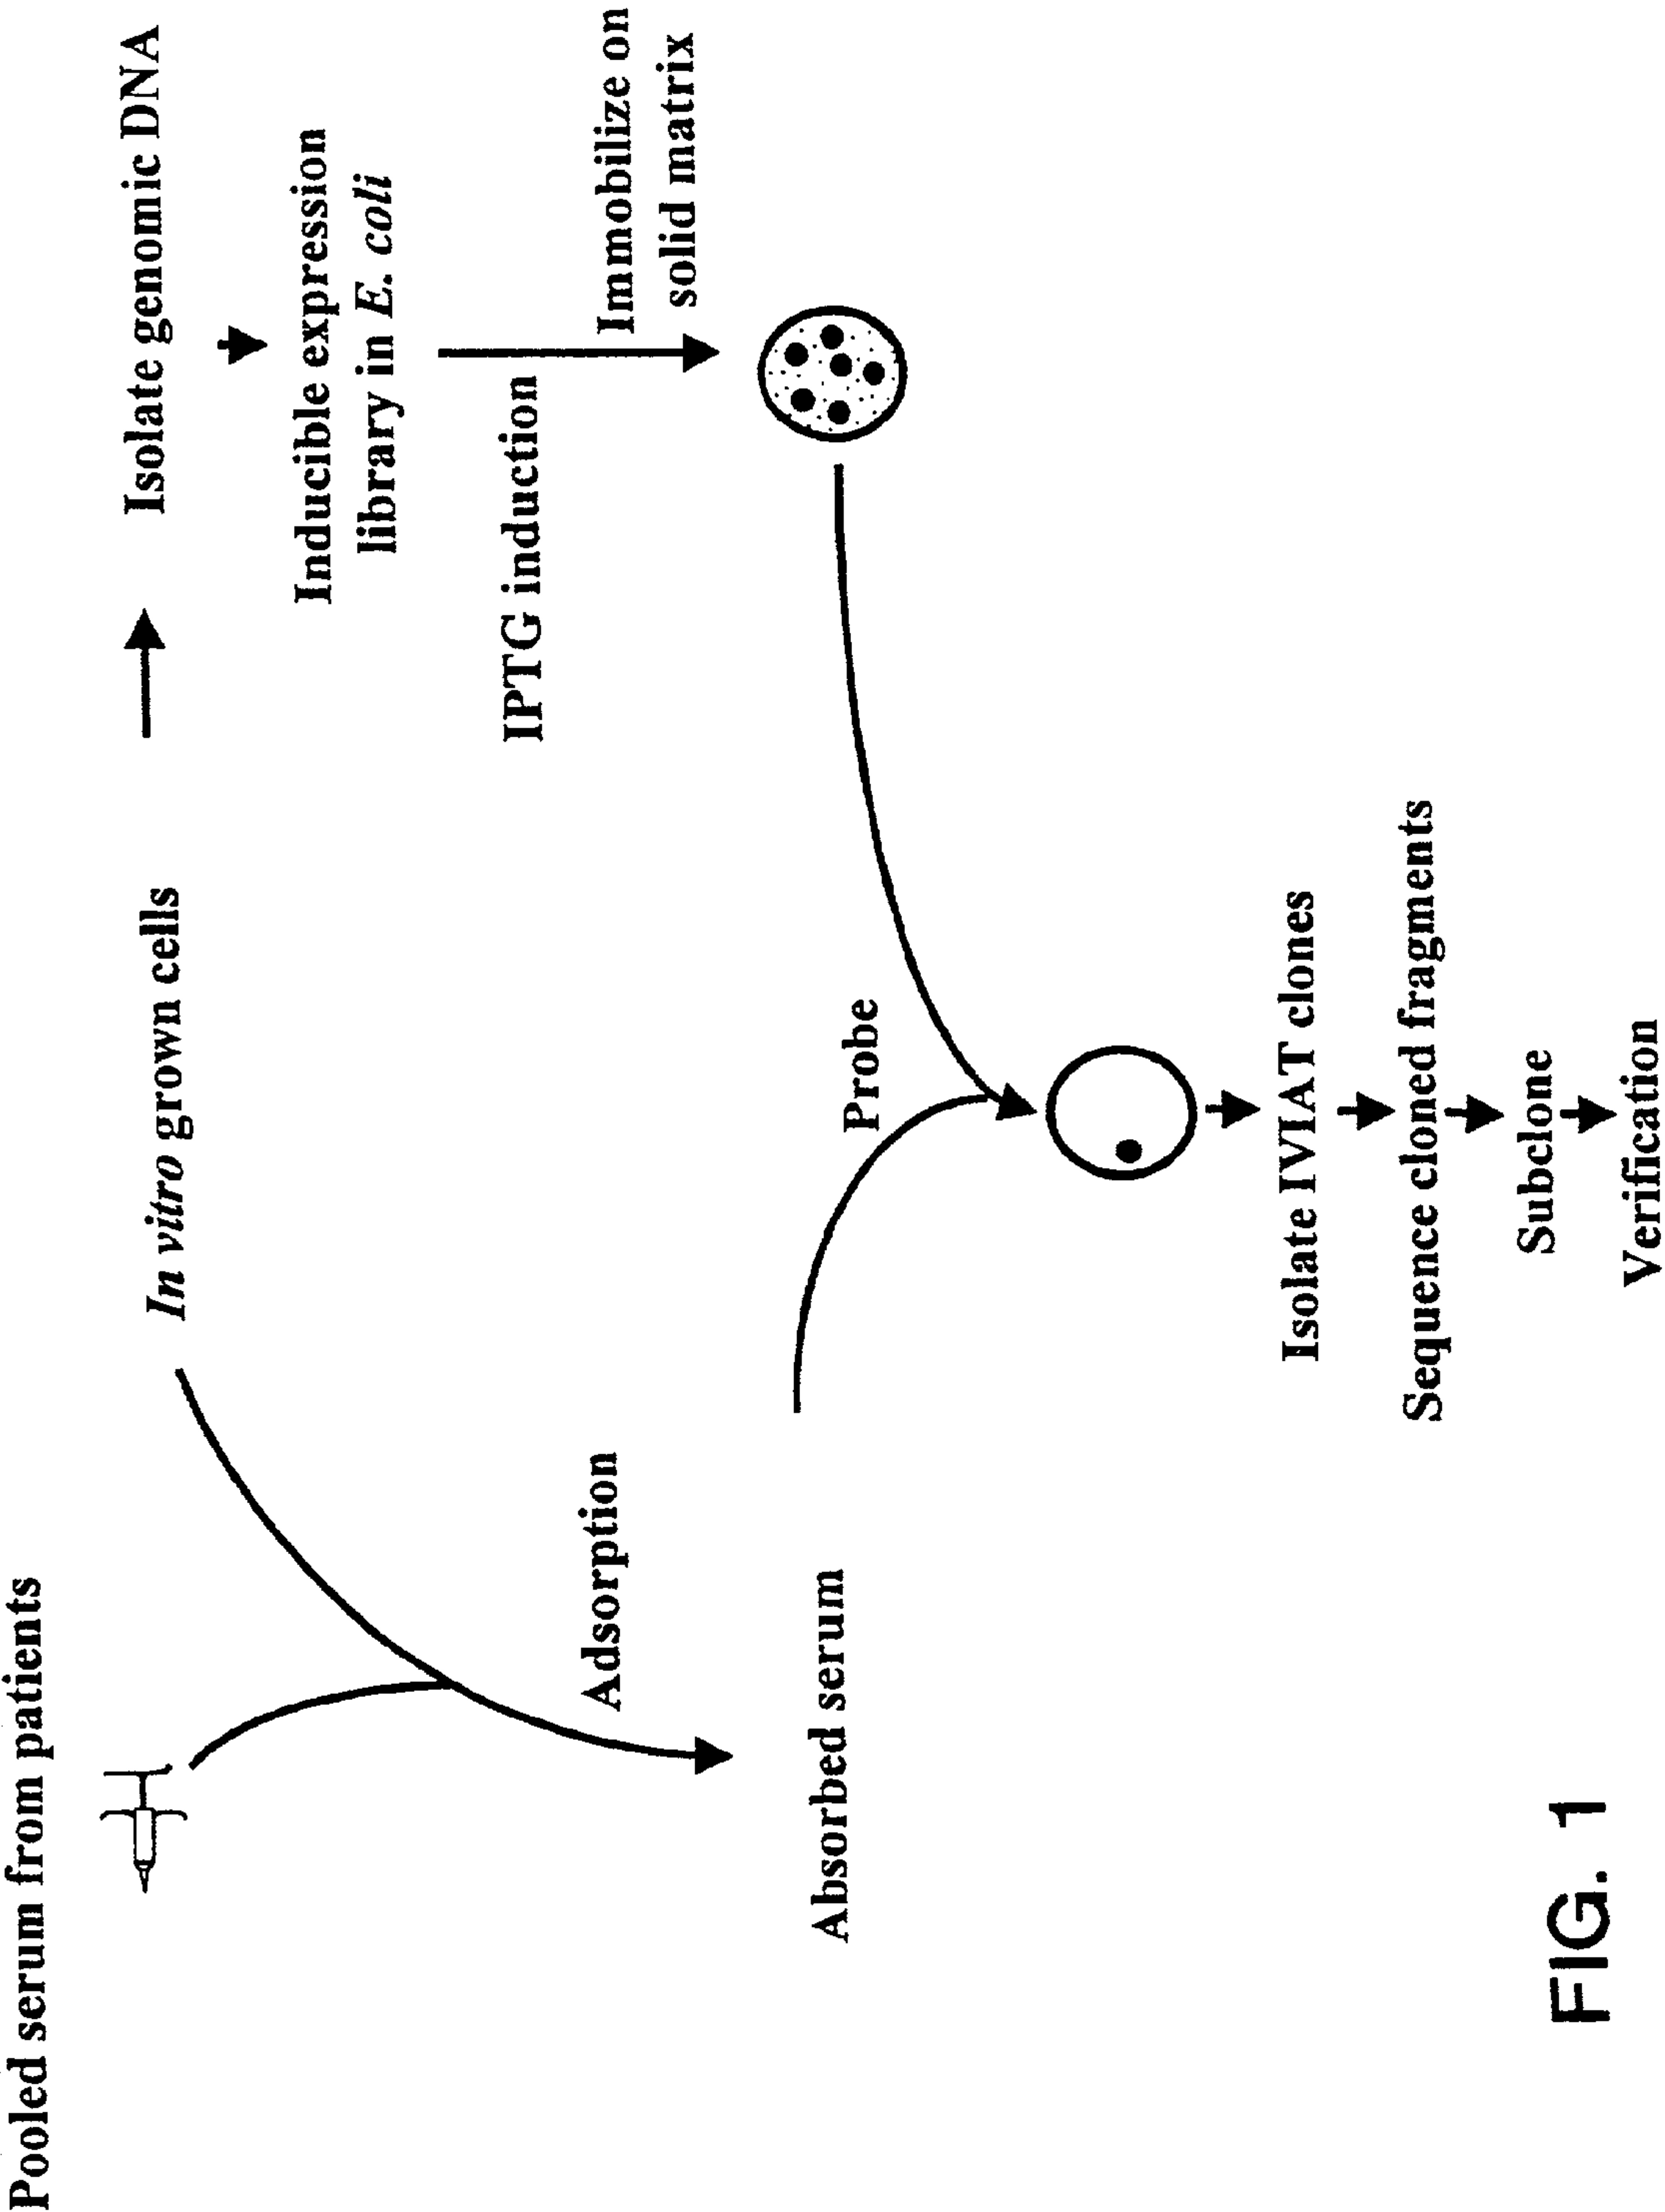 Pooled serum from patients
In vitro grown cells
Isolate genomic DNA
Inducible expression
library in E. coli
IPTG induction
Immobilize on
solid matrix
Adsorption
Absorbed serum
Probe
Isolate IVIAT clones
Sequence cloned fragments
Subclone
Verification
FIG. 1